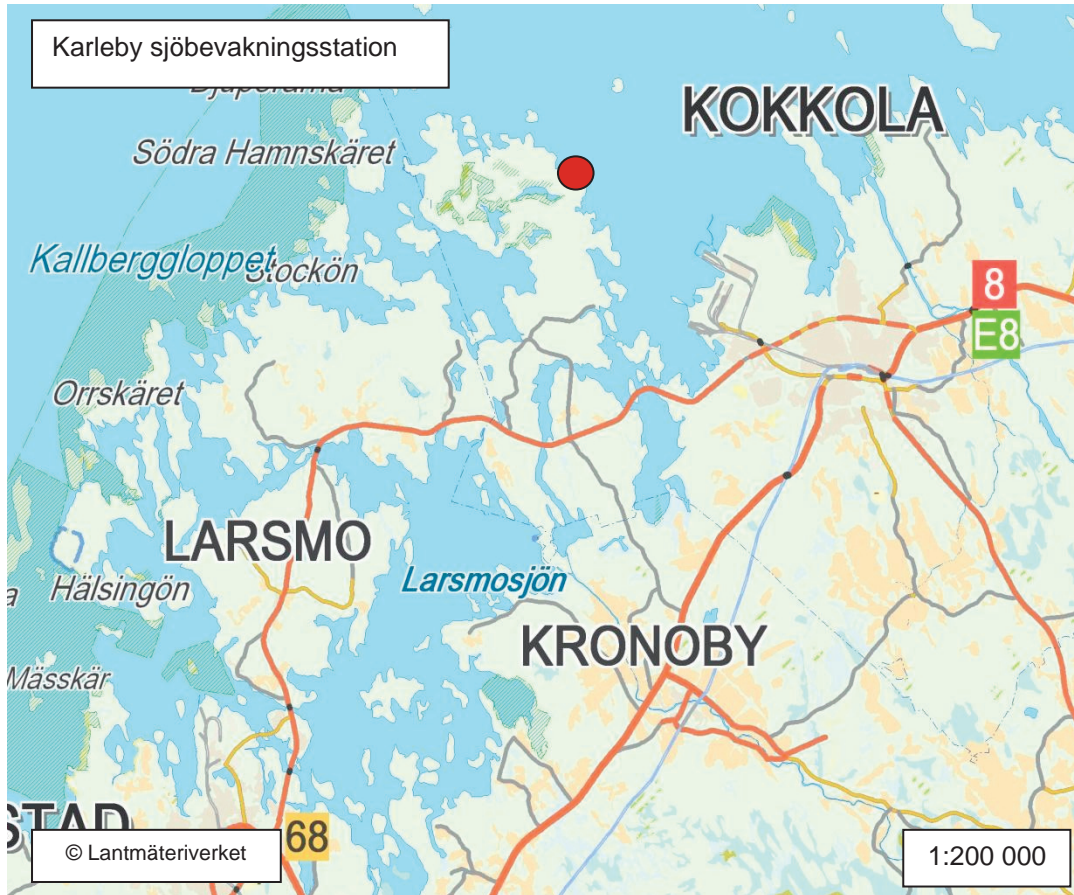 Karleby sjöbevakningsstation
KOKKOLA
Södra Hamnskäret
Kallberggloppet
Stockön
8
E8
Orrskäret
LARSMO
Larsmosjön
Hälsingön
KRONOBY
Mässkär
STAD
68
© Lantmäteriverket
1:200 000